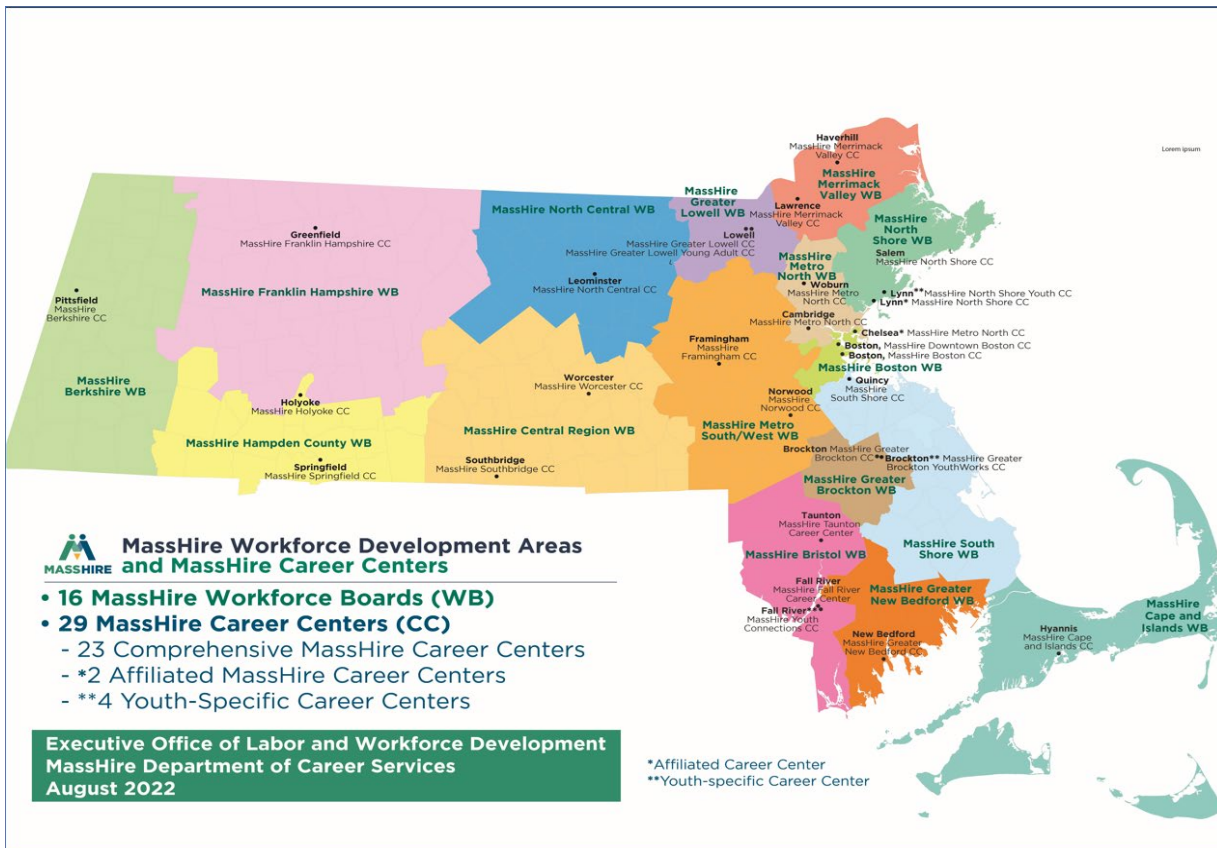 Haverhill
MassHire Merrimack
Valley CC
MassHire
Merrimack
Valley WB
Lorem ipsum
MassHire
Greater
Lowell WB
Lawrence
MassHire Merrimack
Valley CC
MassHire North Central WB
MassHire
North
Shore WB
Greenfield
MassHire Franklin Hampshire CC
Lowell
MassHire Greater Lowell CC
MassHire Greater Lowell Young Adult CC
Salem
MassHire North Shore CC
MassHire
Metro
North WB
Leominster
MassHire North Central CC
Woburn
MassHire Metro
North CC
MassHire Franklin Hampshire WB
Pittsfield
MassHire
Berkshire CC
Lynn** MassHire North Shore Youth CC
Lynn* MassHire North Shore CC
Cambridge
MassHire Metro North CC
Chelsea* MassHire Metro North CC
Framingham
MassHire
Framingham CC
Boston, MassHire Downtown Boston CC
Boston, MassHire Boston CC
MassHire Boston WB
MassHire
Berkshire WB
Worcester
MassHire Worcester CC
Quincy
MassHire
South Shore CC
Norwood
MassHire
Norwood CC
Holyoke
MassHire Holyoke CC
MassHire Central Region WB
MassHire Metro
South/West WB
MassHire Hampden County WB
Brockton MassHire Greater
Brockton CC
Brockton** MassHire Greater
Brockton YouthWorks CC
Springfield
MassHire Springfield CC
Southbridge
MassHire Southbridge CC
MassHire Greater
Brockton WB
Taunton
MassHire Taunton
Career Center
MassHire Bristol WB
MassHire South
Shore WB
Fall River
MassHire Fall River
Career Center
MassHire Greater
New Bedford WB
Fall River**
MassHire Youth
Connections CC
MassHire
Cape and
Islands WB
New Bedford
MassHire Greater
New Bedford CC
Hyannis
MassHire Cape
and Islands CC
MASSHIRE
MassHire Workforce Development Areas
and MassHire Career Centers
• 16 MassHire Workforce Boards (WB)
• 29 MassHire Career Centers (CC)
- 23 Comprehensive MassHire Career Centers
- *2 Affiliated MassHire Career Centers
- **4 Youth-Specific Career Centers
Executive Office of Labor and Workforce Development
MassHire Department of Career Services
August 2022
*Affiliated Career Center
**Youth-specific Career Center